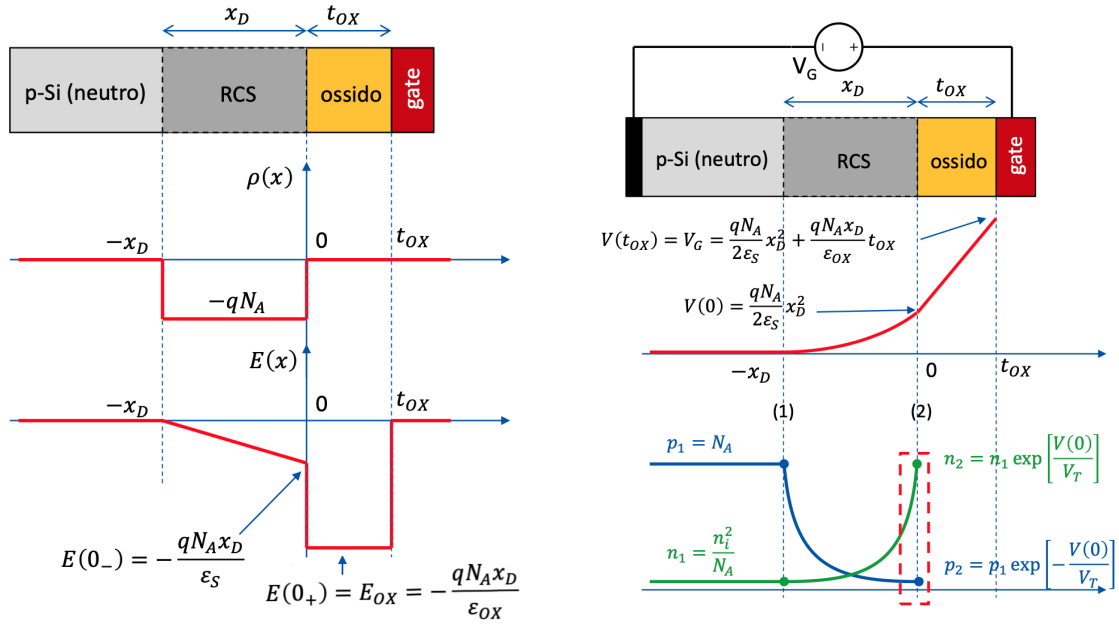 x_D t_OX
p-Si (neutro) RCS ossido gate
ρ(x)
−x_D 0 t_OX
−qN_A
E(x)
−x_D 0 t_OX
E(0_−) = − qN_A x_D / ε_S
E(0_+) = E_OX = − qN_A x_D / ε_OX
V_G − +
x_D t_OX
p-Si (neutro) RCS ossido gate
V(t_OX) = V_G = qN_A / 2ε_S x_D^2 + qN_A x_D / ε_OX t_OX
V(0) = qN_A / 2ε_S x_D^2
−x_D 0 t_OX
(1) (2)
p_1 = N_A
n_2 = n_1 exp [V(0) / V_T]
n_1 = n_i^2 / N_A
p_2 = p_1 exp [− V(0) / V_T]